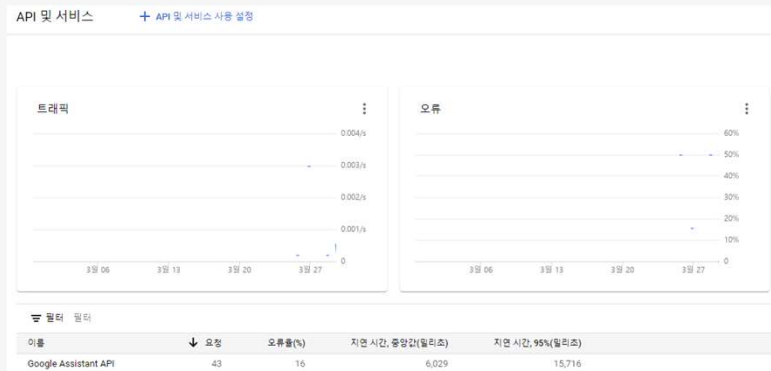 API 및 서비스
+ API 및 서비스 사용 설정
트래픽
0.004/s
0.003/s
0.002/s
0.001/s
0
3월 06
3월 13
3월 20
3월 27
오류
60%
50%
40%
30%
20%
10%
0
3월 06
3월 13
3월 20
3월 27
필터 필터
이름 요청 오류율(%) 지연 시간, 중앙값(밀리초) 지연 시간, 95%(밀리초)
Google Assistant API 43 16 6,029 15,716